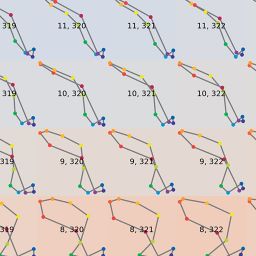 319 11, 320 11, 321 11, 322
319 10, 320 10, 321 10, 322
319 9, 320 9, 321 9, 322
319 8, 320 8, 321 8, 322